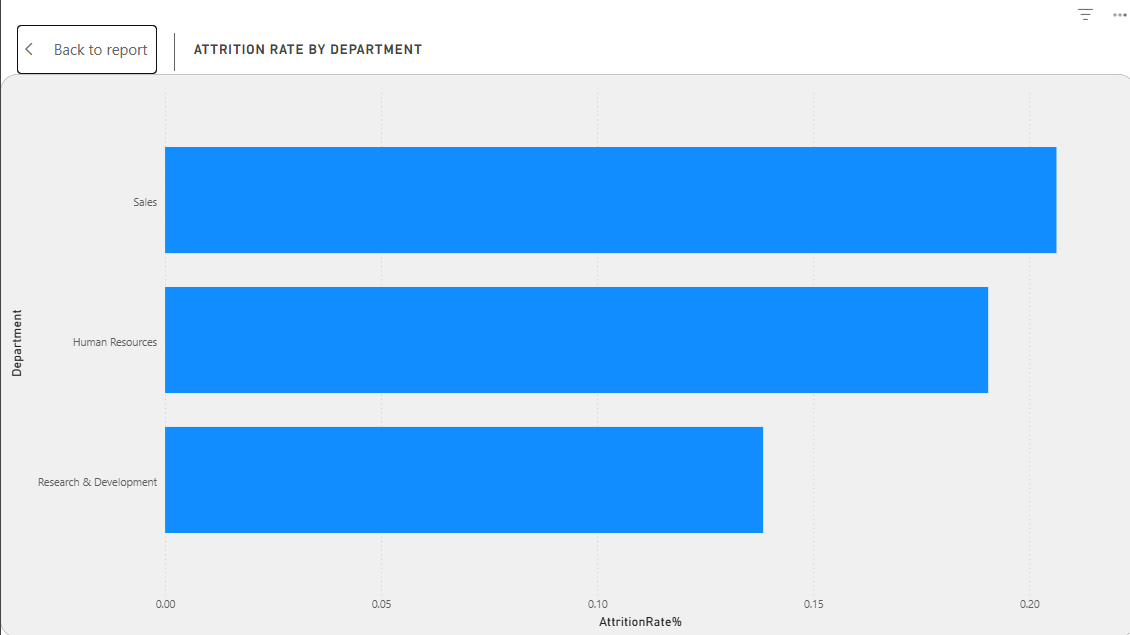 Back to report
ATTRITION RATE BY DEPARTMENT
Department
Sales
Human Resources
Research & Development
0.00 0.05 0.10 0.15 0.20
AttritionRate%